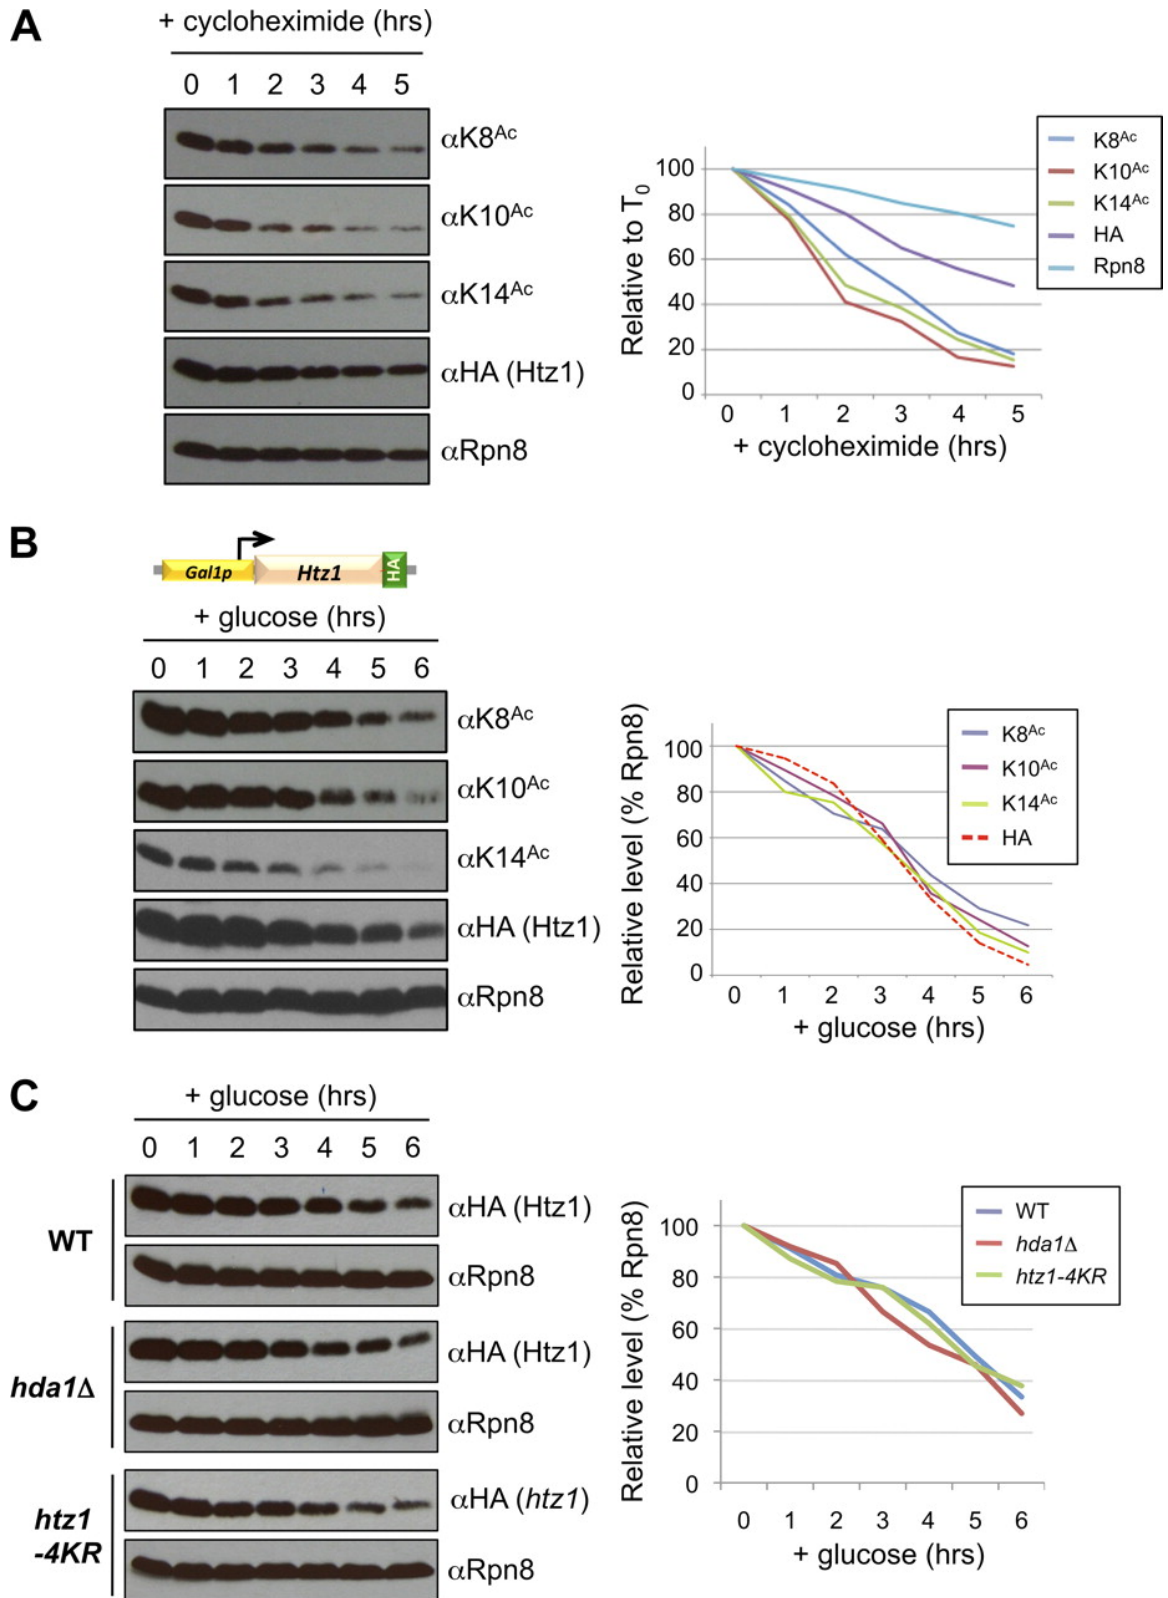 A
+ cycloheximide (hrs)
0 1 2 3 4 5
αK8Ac
αK10Ac
αK14Ac
αHA (Htz1)
αRpn8
Relative to T0
100
80
60
40
20
0
0 1 2 3 4 5
+ cycloheximide (hrs)
K8Ac
K10Ac
K14Ac
HA
Rpn8
B
Gal1p Htz1 HA
+ glucose (hrs)
0 1 2 3 4 5 6
αK8Ac
αK10Ac
αK14Ac
αHA (Htz1)
αRpn8
Relative level (% Rpn8)
100
80
60
40
20
0
0 1 2 3 4 5 6
+ glucose (hrs)
K8Ac
K10Ac
K14Ac
HA
C
+ glucose (hrs)
0 1 2 3 4 5 6
WT
αHA (Htz1)
αRpn8
hda1Δ
αHA (Htz1)
αRpn8
htz1
-4KR
αHA (htz1)
αRpn8
Relative level (% Rpn8)
100
80
60
40
20
0
0 1 2 3 4 5 6
+ glucose (hrs)
WT
hda1Δ
htz1-4KR